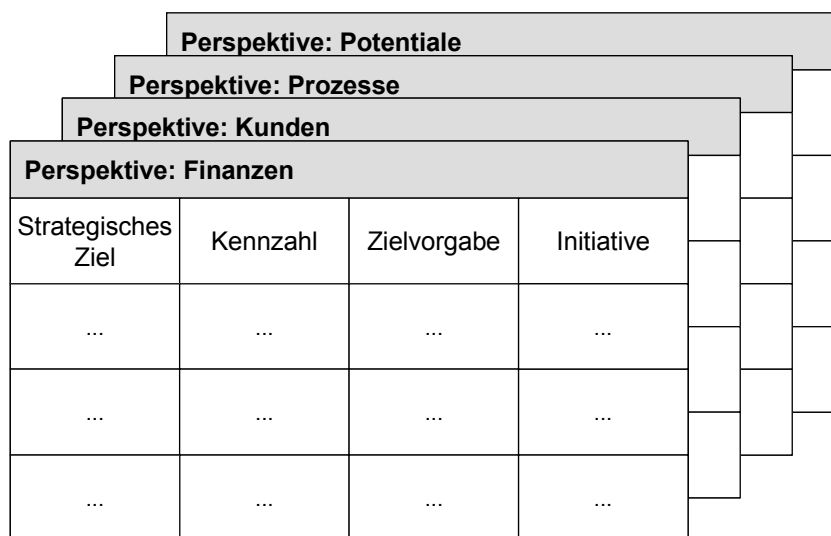 Perspektive: Potentiale
Perspektive: Prozesse
Perspektive: Kunden
Perspektive: Finanzen
Strategisches
Ziel
Kennzahl
Zielvorgabe
Initiative
... ... ... ...
... ... ... ...
... ... ... ...